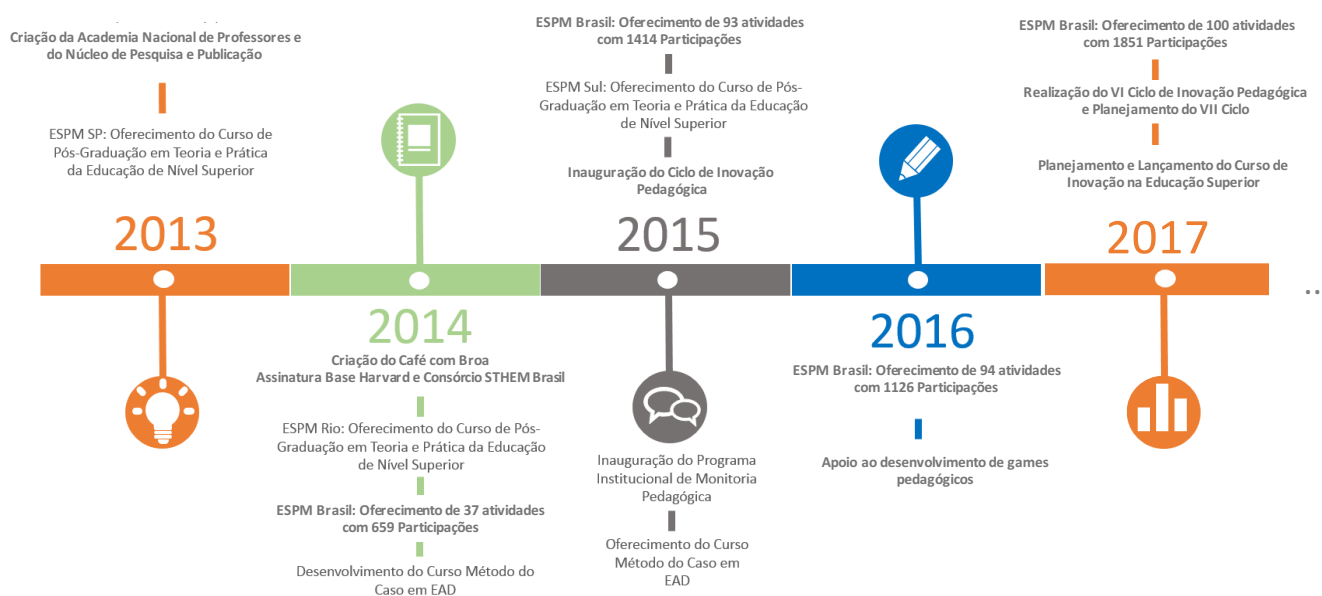 Criação da Academia Nacional de Professores e
do Núcleo de Pesquisa e Publicação
ESPM SP: Oferecimento do Curso de
Pós-Graduação em Teoria e Prática
da Educação de Nível Superior
2013
2014
Criação do Café com Broa
Assinatura Base Harvard e Consórcio STHEM Brasil
ESPM Rio: Oferecimento do Curso de Pós-
Graduação em Teoria e Prática da Educação
de Nível Superior
ESPM Brasil: Oferecimento de 37 atividades
com 659 Participações
Desenvolvimento do Curso Método do
Caso em EAD
ESPM Brasil: Oferecimento de 93 atividades
com 1414 Participações
ESPM Sul: Oferecimento do Curso de Pós-
Graduação em Teoria e Prática da Educação
de Nível Superior
Inauguração do Ciclo de Inovação
Pedagógica
2015
Inauguração do Programa
Institucional de Monitoria
Pedagógica
Oferecimento do Curso
Método do Caso em
EAD
2016
ESPM Brasil: Oferecimento de 94 atividades
com 1126 Participações
Apoio ao desenvolvimento de games
pedagógicos
ESPM Brasil: Oferecimento de 100 atividades
com 1851 Participações
Realização do VI Ciclo de Inovação Pedagógica
e Planejamento do VII Ciclo
Planejamento e Lançamento do Curso de
Inovação na Educação Superior
2017
..